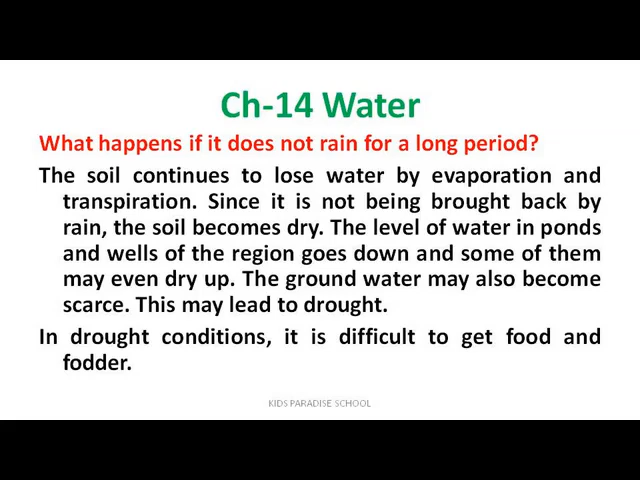 Ch-14 Water
What happens if it does not rain for a long period?
The soil continues to lose water by evaporation and
transpiration. Since it is not being brought back by
rain, the soil becomes dry. The level of water in ponds
and wells of the region goes down and some of them
may even dry up. The ground water may also become
scarce. This may lead to drought.
In drought conditions, it is difficult to get food and
fodder.
KIDS PARADISE SCHOOL